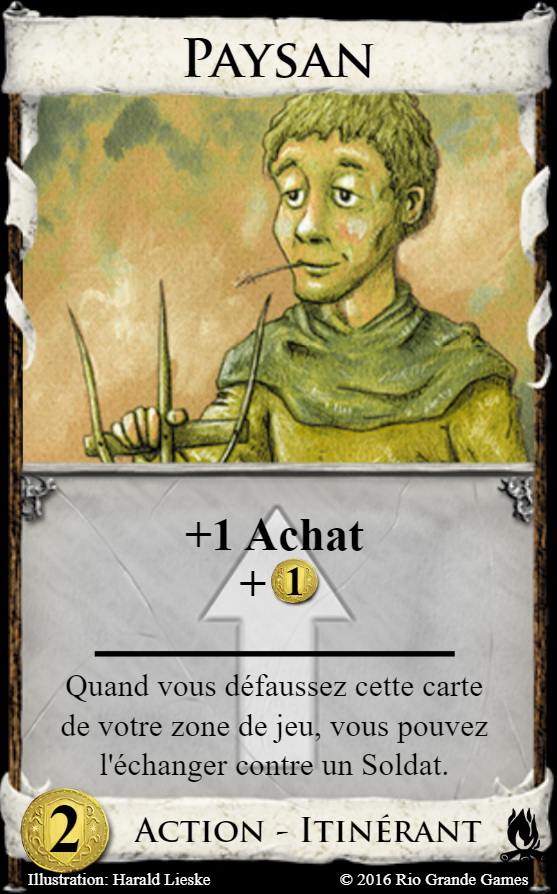 PAYSAN
+1 Achat
+1
Quand vous défaussez cette carte
de votre zone de jeu, vous pouvez
l'échanger contre un Soldat.
2 ACTION - ITINÉRANT
Illustration: Harald Lieske © 2016 Rio Grande Games